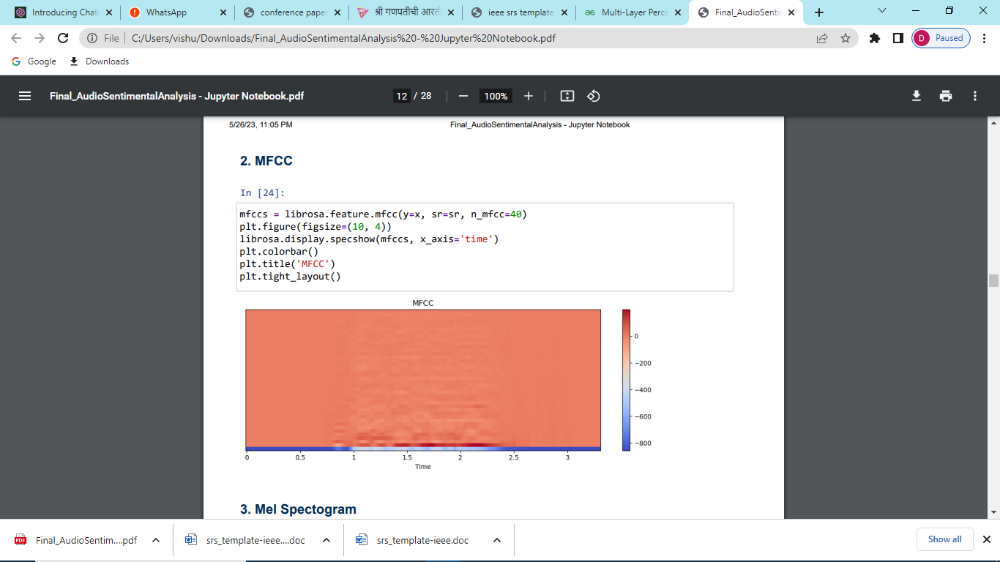 Introducing Chat
WhatsApp
conference paper
श्री गणपतीची आरती
ieee srs template
Multi-Layer Perce
Final_AudioSentin
File
C:/Users/vishu/Downloads/Final_AudioSentimentalAnalysis%20-%20Jupyter%20Notebook.pdf
D Paused
Google
Downloads
Final_AudioSentimentalAnalysis - Jupyter Notebook.pdf
12 / 28
100%
5/26/23, 11:05 PM
Final_AudioSentimentalAnalysis - Jupyter Notebook
2. MFCC
In [24]:
mfccs = librosa.feature.mfcc(y=x, sr=sr, n_mfcc=40)
plt.figure(figsize=(10, 4))
librosa.display.specshow(mfccs, x_axis='time')
plt.colorbar()
plt.title('MFCC')
plt.tight_layout()
MFCC
0
−200
−400
−600
−800
0 0.5 1 1.5 2 2.5 3
Time
3. Mel Spectogram
PDF
Final_AudioSentim....pdf
srs_template-ieee....doc
srs_template-ieee.doc
Show all